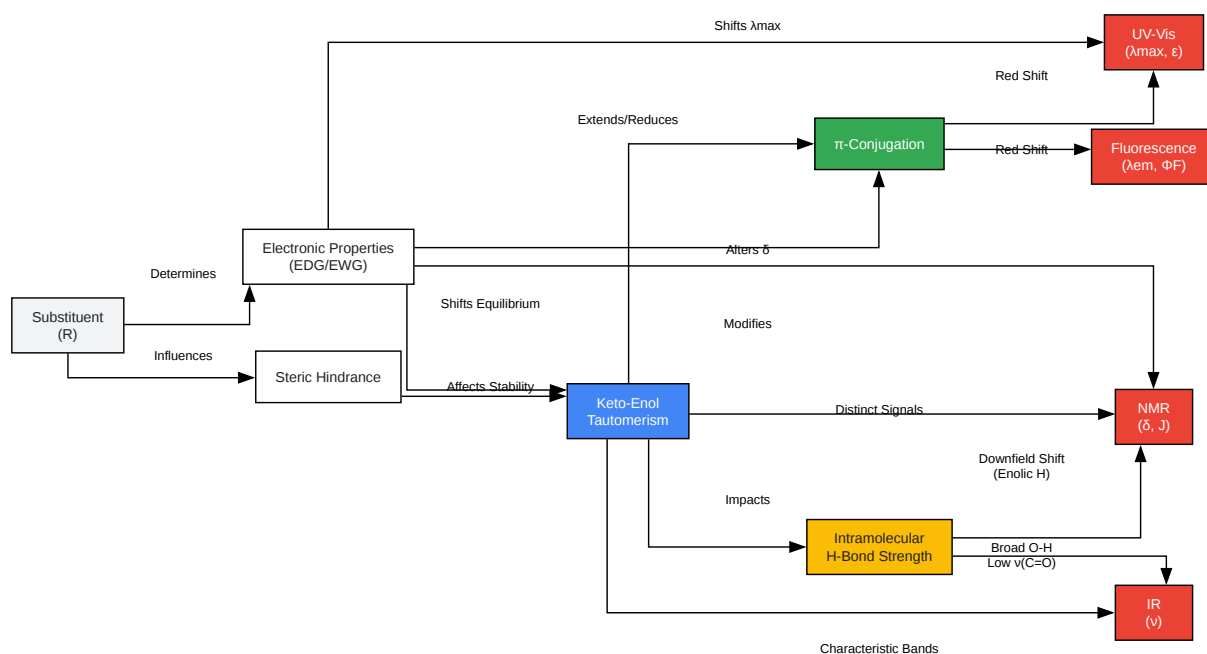 Shifts λmax
UV-Vis
(λmax, ε)
Red Shift
Extends/Reduces
π-Conjugation
Red Shift
Fluorescence
(λem, ΦF)
Electronic Properties
(EDG/EWG)
Alters δ
Determines
Shifts Equilibrium
Substituent
(R)
Modifies
Influences
Steric Hindrance
Affects Stability
Keto-Enol
Tautomerism
Distinct Signals
NMR
(δ, J)
Downfield Shift
(Enolic H)
Impacts
Intramolecular
H-Bond Strength
Broad O-H
Low ν(C=O)
IR
(ν)
Characteristic Bands